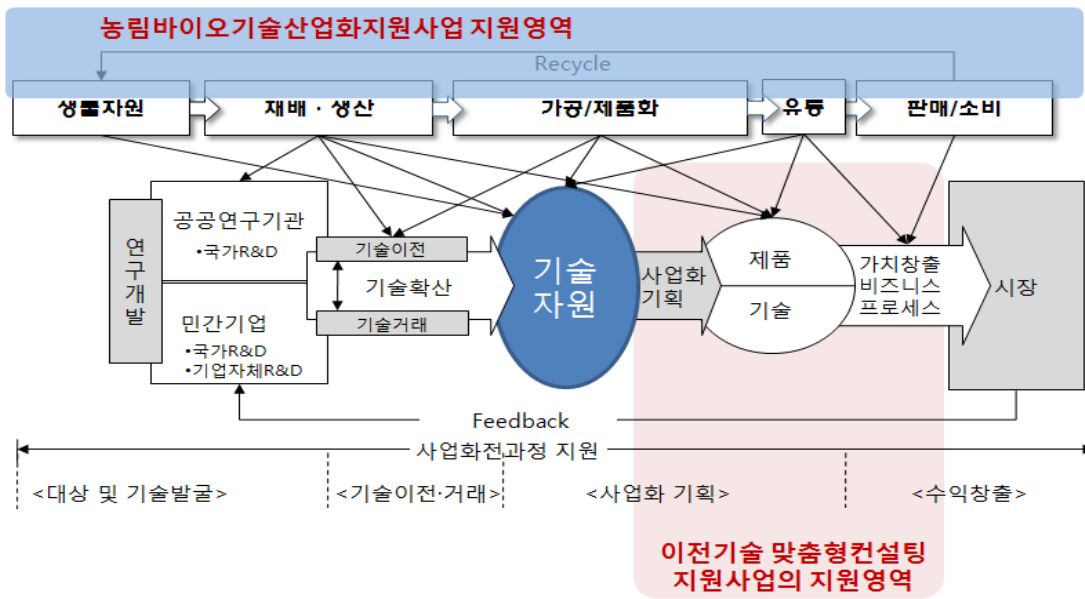 농림바이오기술산업화지원사업 지원영역
Recycle
생물자원
재배 · 생산
가공/제품화
유통
판매/소비
연구개발
공공연구기관
•국가R&D
민간기업
•국가R&D
•기업자체R&D
기술이전
기술확산
기술거래
기술
자원
사업화
기획
제품
기술
가치창출
비즈니스
프로세스
시장
Feedback
사업화전과정 지원
<대상 및 기술발굴>
<기술이전·거래>
<사업화 기획>
<수익창출>
이전기술 맞춤형컨설팅
지원사업의 지원영역